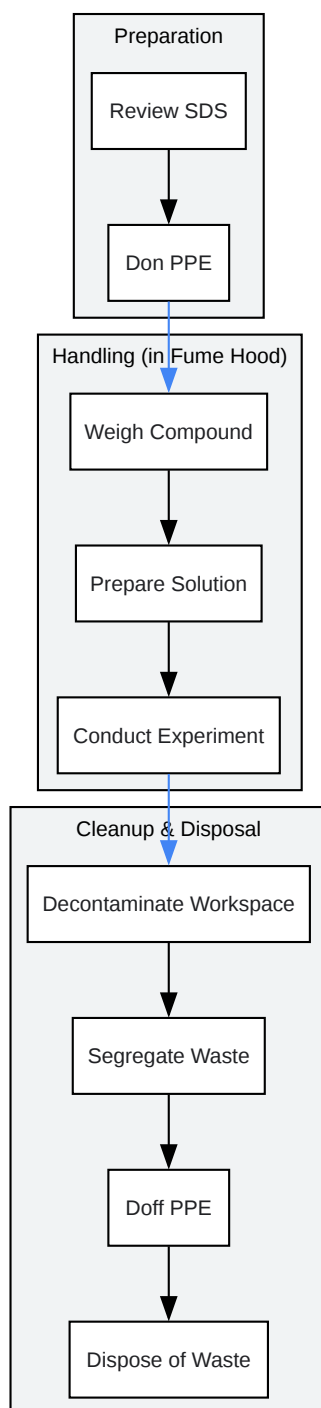 Preparation
Review SDS
Don PPE
Handling (in Fume Hood)
Weigh Compound
Prepare Solution
Conduct Experiment
Cleanup & Disposal
Decontaminate Workspace
Segregate Waste
Doff PPE
Dispose of Waste